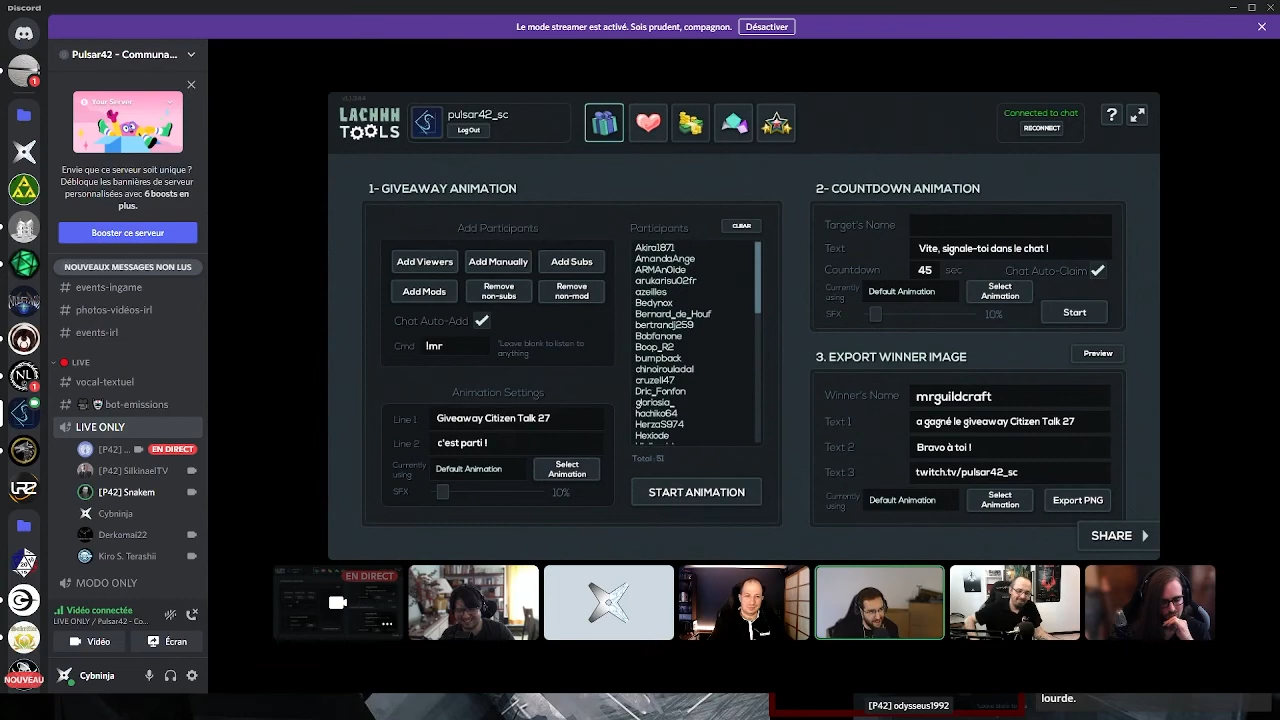 Discord
Le mode streamer est activé. Sois prudent, compagnon.
Désactiver
Pulsar42 - Communa...
Your Server
Envie que ce serveur soit unique ?
Débloque les bannières de serveur
personnalisées avec 6 boosts en
plus.
Booster ce serveur
NOUVEAUX MESSAGES NON LUS
events-ingame
photos-vidéos-irl
events-irl
LIVE
vocal-textuel
bot-emissions
LIVE ONLY
[P42] ...
EN DIRECT
[P42] SilkinaelTV
[P42] Snakem
Cybninja
Derkomai22
Kiro S. Terashii
MODO ONLY
Vidéo connectée
LIVE ONLY / Pulsar42 - Co...
Vidéo
Écran
Cybninja
NOUVEAU
1
1
LACHHH
TOOLS
pulsar42_sc
Log Out
Connected to chat
RECONNECT
?
1- GIVEAWAY ANIMATION
Add Participants
Add Viewers
Add Manually
Add Subs
Add Mods
Remove
non-subs
Remove
non-mod
Chat Auto-Add
Cmd
!mr
*Leave blank to listen to
anything
Animation Settings
Line 1
Giveaway Citizen Talk 27
Line 2
c'est parti !
Currently
using
Default Animation
Select
Animation
SFX
10%
Participants
CLEAR
Akira1871
AmandaAnge
ARMAnOide
arukarisu02fr
azeilles
Bedynox
Bernard_de_Houf
bertrandj259
Bobfanone
Boop_R2
bumpback
chinoirouladal
cruzell47
Dric_Fonfon
gloriosia_
hachiko64
HerzaS974
Hexiode
Total : 51
START ANIMATION
2- COUNTDOWN ANIMATION
Target's Name
Text
Vite, signale-toi dans le chat !
Countdown
45
sec
Chat Auto-Claim
Currently
using
Default Animation
Select
Animation
SFX
10%
Start
3. EXPORT WINNER IMAGE
Preview
Winner's Name
mrguildcraft
Text 1
a gagné le giveaway Citizen Talk 27
Text 2
Bravo à toi !
Text 3
twitch.tv/pulsar42_sc
Currently
using
Default Animation
Select
Animation
Export PNG
SHARE
EN DIRECT
[P42] odysseus1992
lourde.